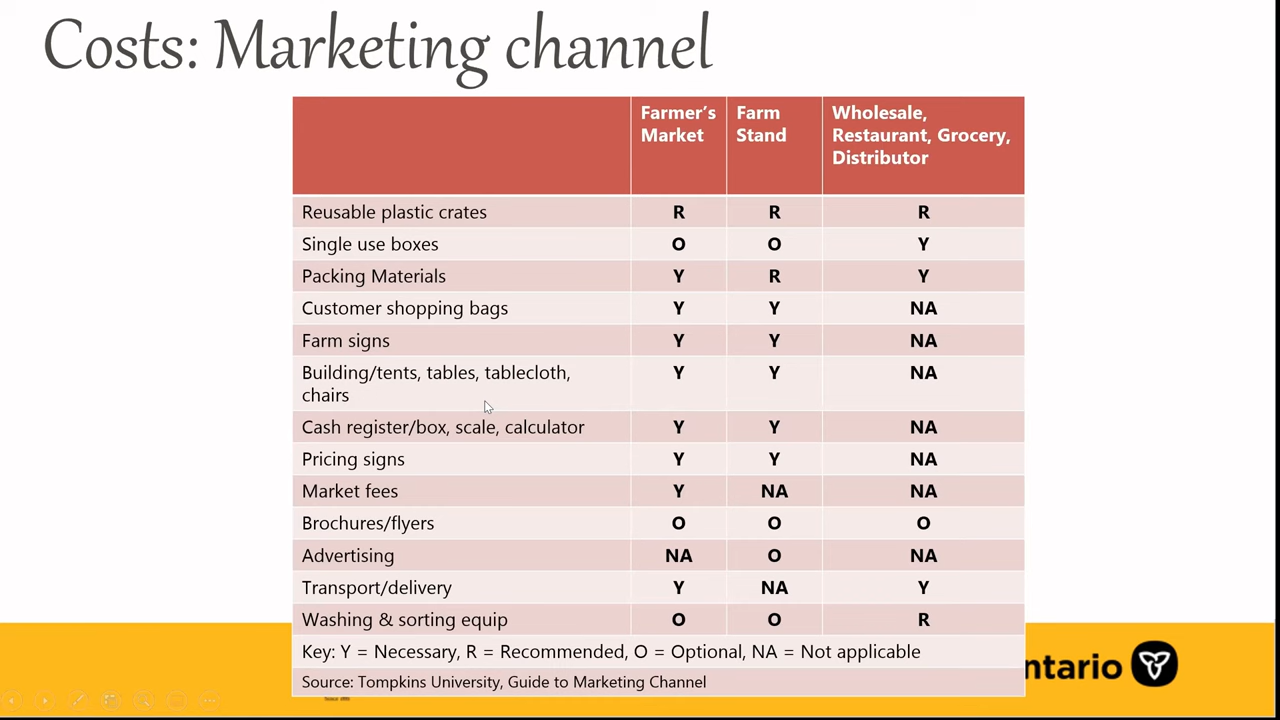 Costs: Marketing channel
Farmer's Market Farm Stand Wholesale, Restaurant, Grocery, Distributor
Reusable plastic crates R R R
Single use boxes O O Y
Packing Materials Y R Y
Customer shopping bags Y Y NA
Farm signs Y Y NA
Building/tents, tables, tablecloth, chairs Y Y NA
Cash register/box, scale, calculator Y Y NA
Pricing signs Y Y NA
Market fees Y NA NA
Brochures/flyers O O O
Advertising NA O NA
Transport/delivery Y NA Y
Washing & sorting equip O O R
Key: Y = Necessary, R = Recommended, O = Optional, NA = Not applicable
Source: Tompkins Unversity, Guide to Marketing Channel
ntario